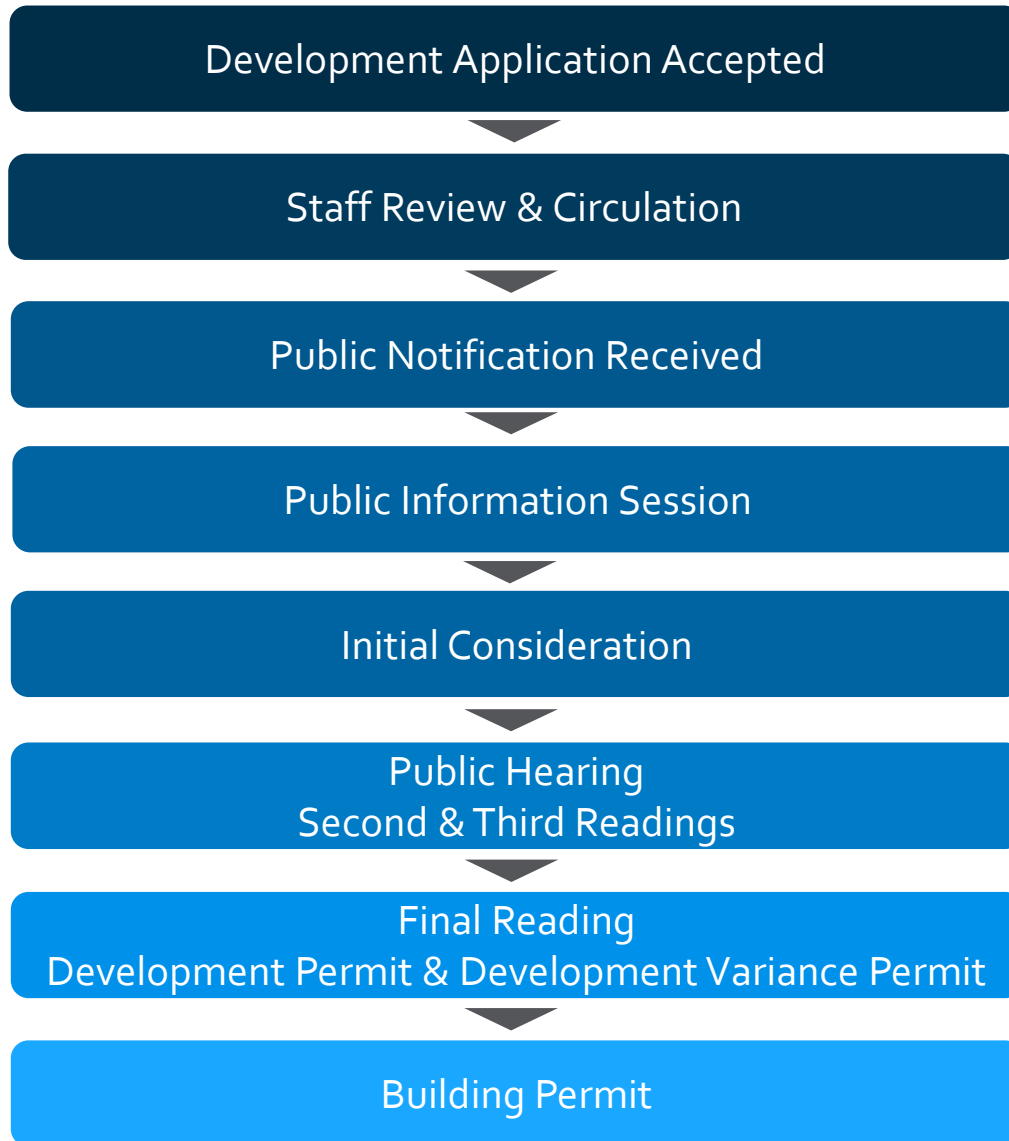 Development Application Accepted
Staff Review & Circulation
Public Notification Received
Public Information Session
Initial Consideration
Public Hearing
Second & Third Readings
Final Reading
Development Permit & Development Variance Permit
Building Permit